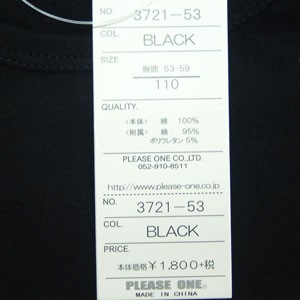 NO. 3721-53
COL. BLACK
SIZE.
胸囲 53-59
110
QUALITY.
〈本体〉 綿 100%
〈附属〉 綿 95%
ポリウレタン 5%
PLEASE ONE CO.,LTD.
052-910-8511
http://www.please-one.co.jp
NO. 3721-53
COL. BLACK
PRICE.
本体価格 ¥1,800+税
PLEASE ONE.
MADE IN CHINA